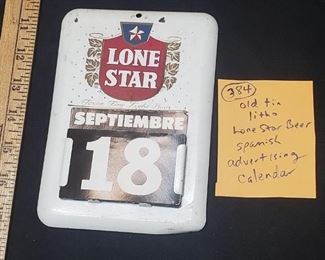 LONE
STAR
SEPTIEMBRE
18
384
old tin
litho
Lone Star Beer
spanish
advertising
calendar